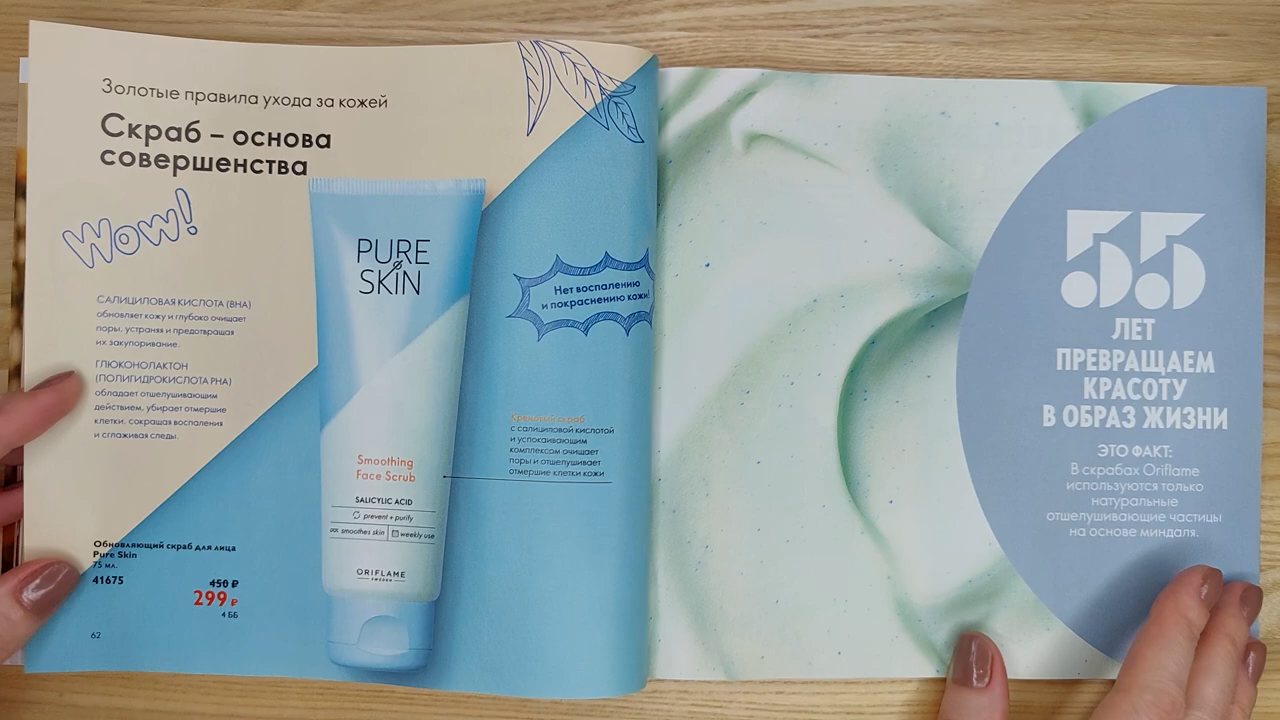 Золотые правила ухода за кожей
Скраб – основа
совершенства
Wow!
САЛИЦИЛОВАЯ КИСЛОТА (BHA)
обновляет кожу и глубоко очищает
поры, устраняя и предотвращая
их закупоривание.
ГЛЮКОНОЛАКТОН
(ПОЛИГИДРОКИСЛОТА PHA)
обладает отшелушивающим
действием, убирает отмершие
клетки, сокращая воспаления
и сглаживая следы.
Обновляющий скраб для лица
Pure Skin
75 мл.
41675
450 ₽
299 ₽
4 ББ
62
PURE
SKIN
Smoothing
Face Scrub
SALICYLIC ACID
prevent + purify
smoothes skin
weekly use
ORIFLAME
SWEDEN
Нет воспалению
и покраснению кожи!
Кремовый скраб
с салициловой кислотой
и успокаивающим
комплексом очищает
поры и отшелушивает
отмершие клетки кожи
55
ЛЕТ
ПРЕВРАЩАЕМ
КРАСОТУ
В ОБРАЗ ЖИЗНИ
ЭТО ФАКТ:
В скрабах Oriflame
используются только
натуральные
отшелушивающие частицы
на основе миндаля.